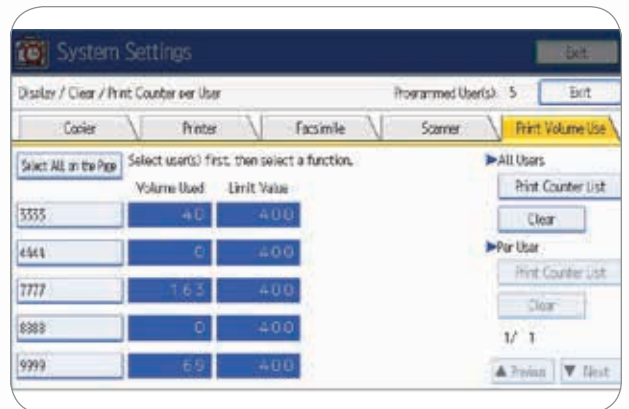 System Settings
Exit
Display / Clear / Print Counter per User
Programmed User(s): 5
Exit
Copier
Printer
Facsimile
Scanner
Print Volume Use
Select ALL on the Page
Select user(s) first, then select a function.
Volume Used
Limit Value
3333
40
400
4444
0
400
7777
163
400
8888
0
400
9999
69
400
▶All Users
Print Counter List
Clear
▶Per User
Print Counter List
Clear
1/ 1
▲ Previous
▼ Next